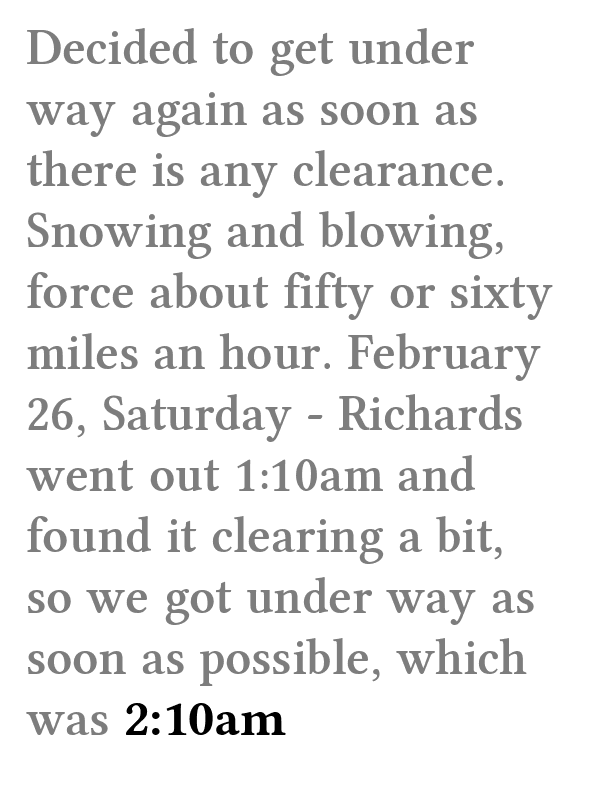 Decided to get under
way again as soon as
there is any clearance.
Snowing and blowing,
force about fifty or sixty
miles an hour. February
26, Saturday - Richards
went out 1:10am and
found it clearing a bit,
so we got under way as
soon as possible, which
was 2:10am